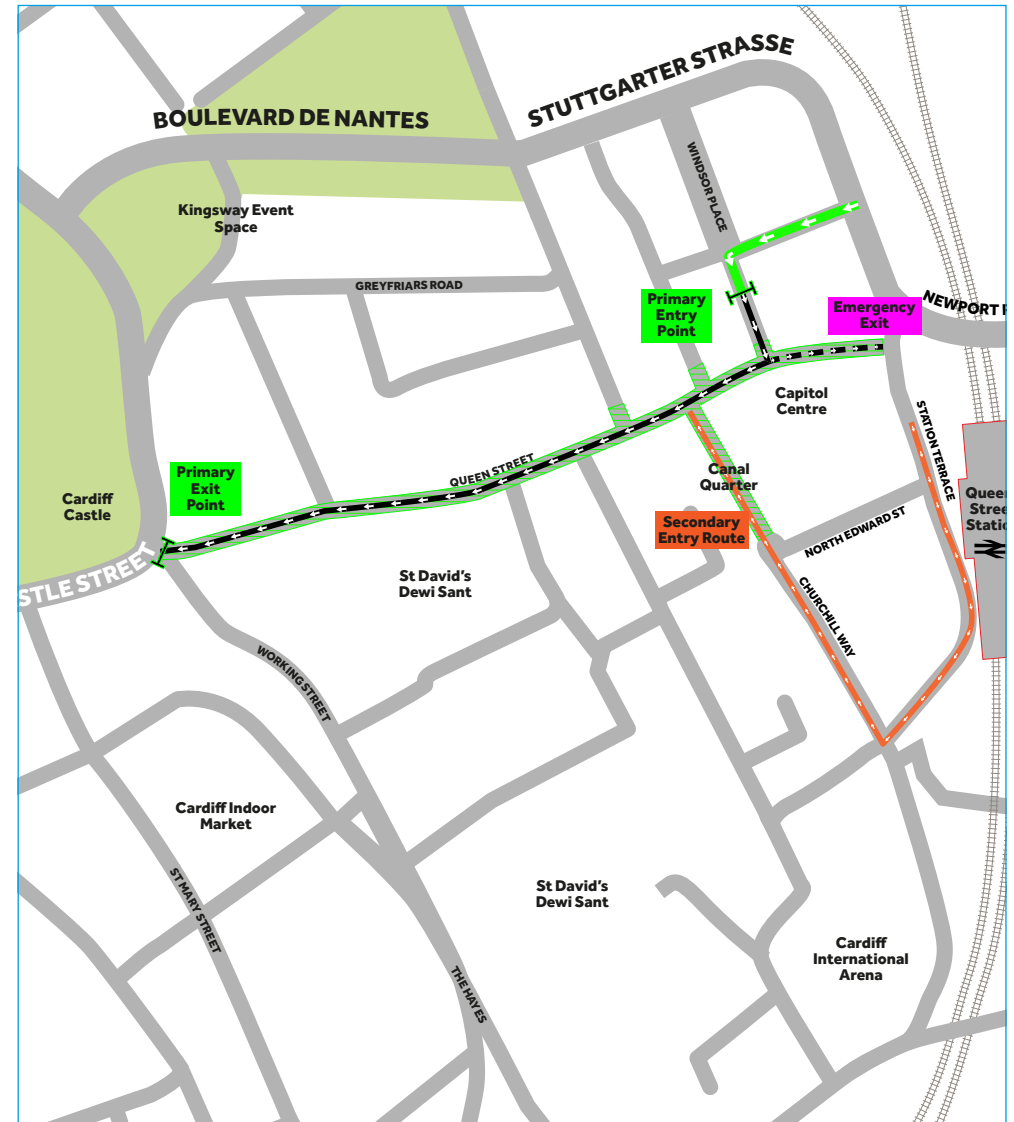 STUTTGARTER STRASSE
BOULEVARD DE NANTES
WINDSOR PLACE
Kingsway Event
Space
GREYFRIARS ROAD
Primary
Entry
Point
Emergency
Exit
NEWPORT
Capitol
Centre
STATION TERRACE
QUEEN STREET
Canal
Quarter
Primary
Exit
Point
Cardiff
Castle
Secondary
Entry Route
NORTH EDWARD ST
Queen
Stree
Statio
STLE STREET
St David's
Dewi Sant
CHURCHILL WAY
WORKING STREET
Cardiff Indoor
Market
ST MARY STREET
St David's
Dewi Sant
Cardiff
International
Arena
THE HAYES